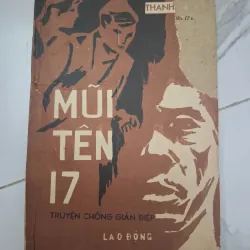 THANH
MŨI
TÊN
17
TRUYỆN CHỐNG GIÁN ĐIỆP
LAO ĐỘNG